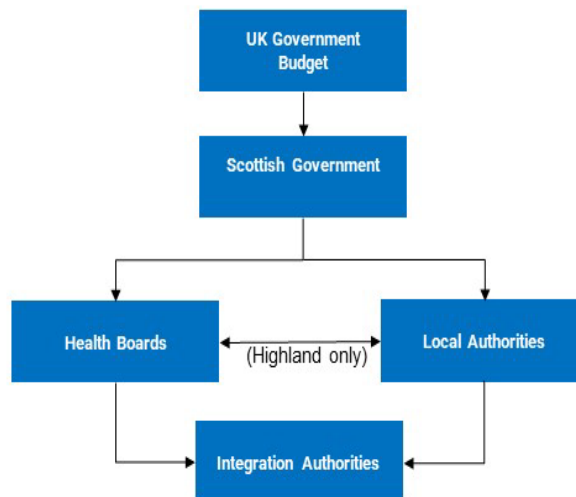 UK Government
Budget
Scottish Government
Health Boards
(Highland only)
Local Authorities
Integration Authorities